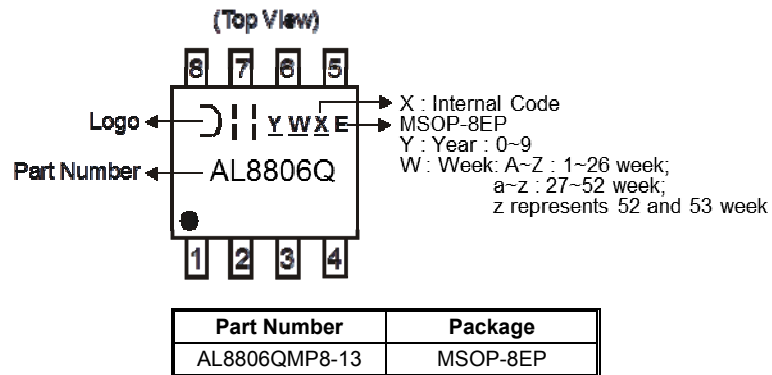 (Top View)
8 7 6 5
Logo
Y W X E
X : Internal Code
MSOP-8EP
Y : Year : 0~9
W : Week: A~Z : 1~26 week;
a~z : 27~52 week;
z represents 52 and 53 week
Part Number
AL8806Q
1 2 3 4
Part Number Package
AL8806QMP8-13 MSOP-8EP